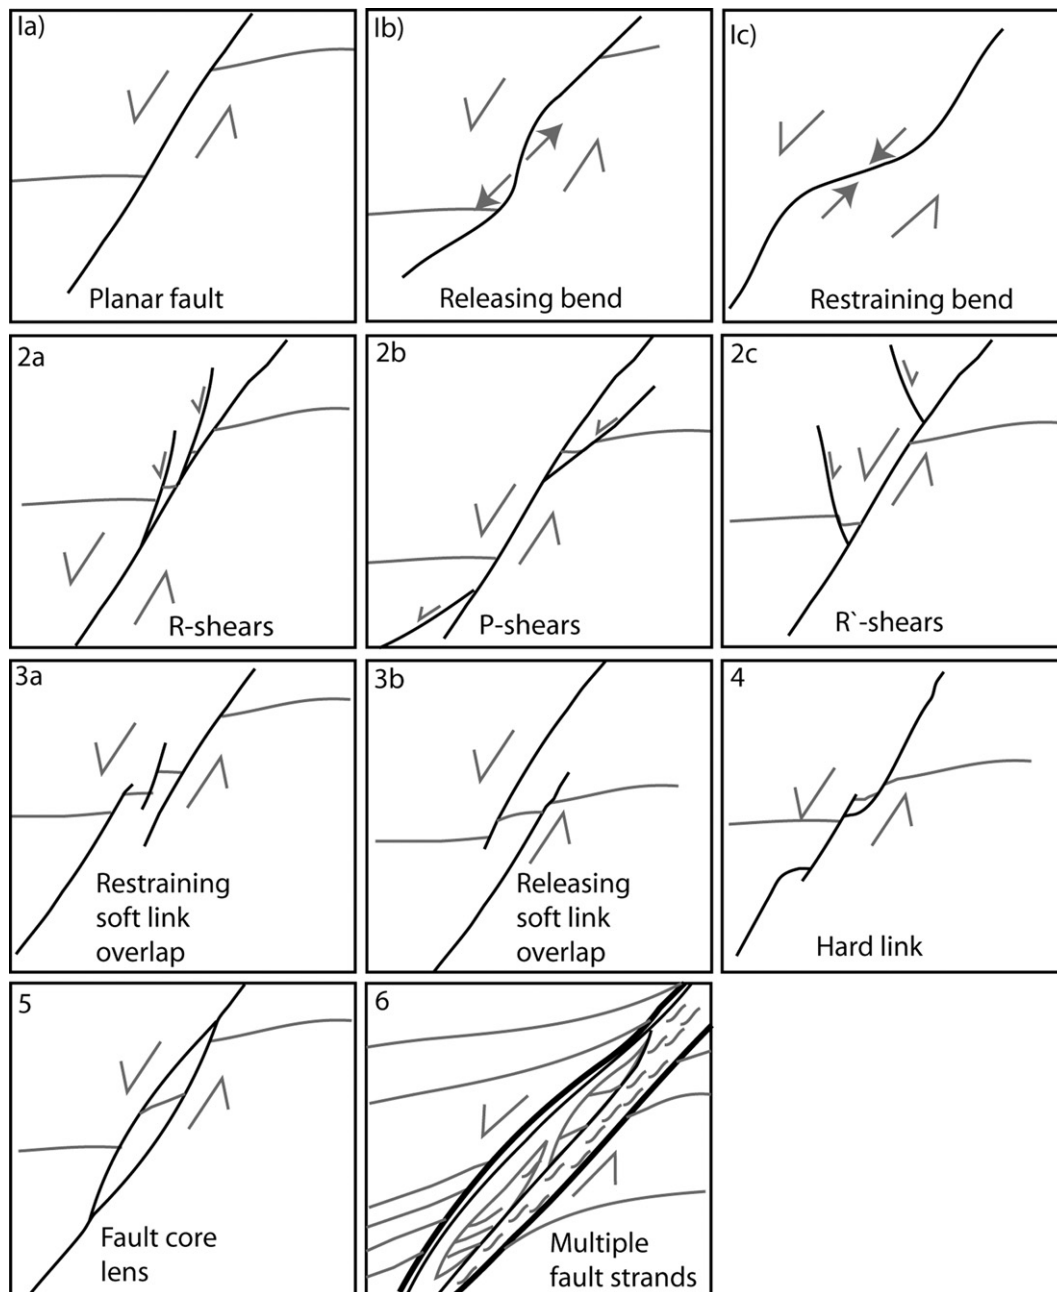 Ia)
Planar fault
Ib)
Releasing bend
Ic)
Restraining bend
2a
R-shears
2b
P-shears
2c
R`-shears
3a
Restraining
soft link
overlap
3b
Releasing
soft link
overlap
4
Hard link
5
Fault core
lens
6
Multiple
fault strands